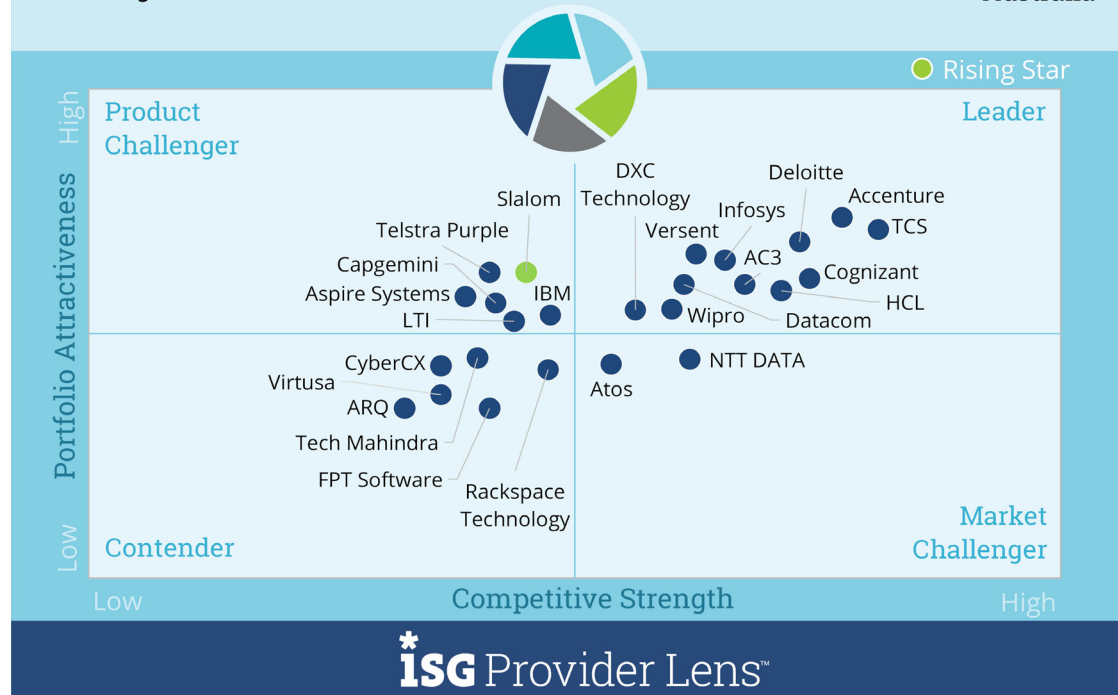 Rising Star
High
Product
Challenger
Leader
DXC
Technology
Deloitte
Slalom
Accenture
Infosys
TCS
Telstra Purple
Versent
AC3
Capgemini
Cognizant
Aspire Systems
IBM
HCL
LTI
Wipro
Datacom
Portfolio Attractiveness
CyberCX
NTT DATA
Virtusa
Atos
ARQ
Tech Mahindra
FPT Software
Rackspace
Technology
Low
Contender
Market
Challenger
Low
Competitive Strength
High
ISG Provider Lens™